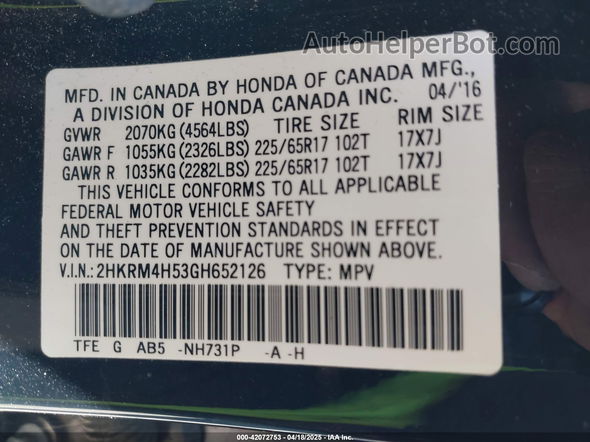 AutoHelperBot.com
MFD. IN CANADA BY HONDA OF CANADA MFG.,
A DIVISION OF HONDA CANADA INC. 04/'16
GVWR 2070KG(4564LBS) TIRE SIZE RIM SIZE
GAWR F 1055KG(2326LBS) 225/65R17 102T 17X7J
GAWR R 1035KG(2282LBS) 225/65R17 102T 17X7J
THIS VEHICLE CONFORMS TO ALL APPLICABLE
FEDERAL MOTOR VEHICLE SAFETY
AND THEFT PREVENTION STANDARDS IN EFFECT
ON THE DATE OF MANUFACTURE SHOWN ABOVE.
V.I.N.:2HKRM4H53GH652126 TYPE: MPV
TFE G AB5 -NH731P -A -H
000-42072753 - 04/18/2025 - IAA Inc.